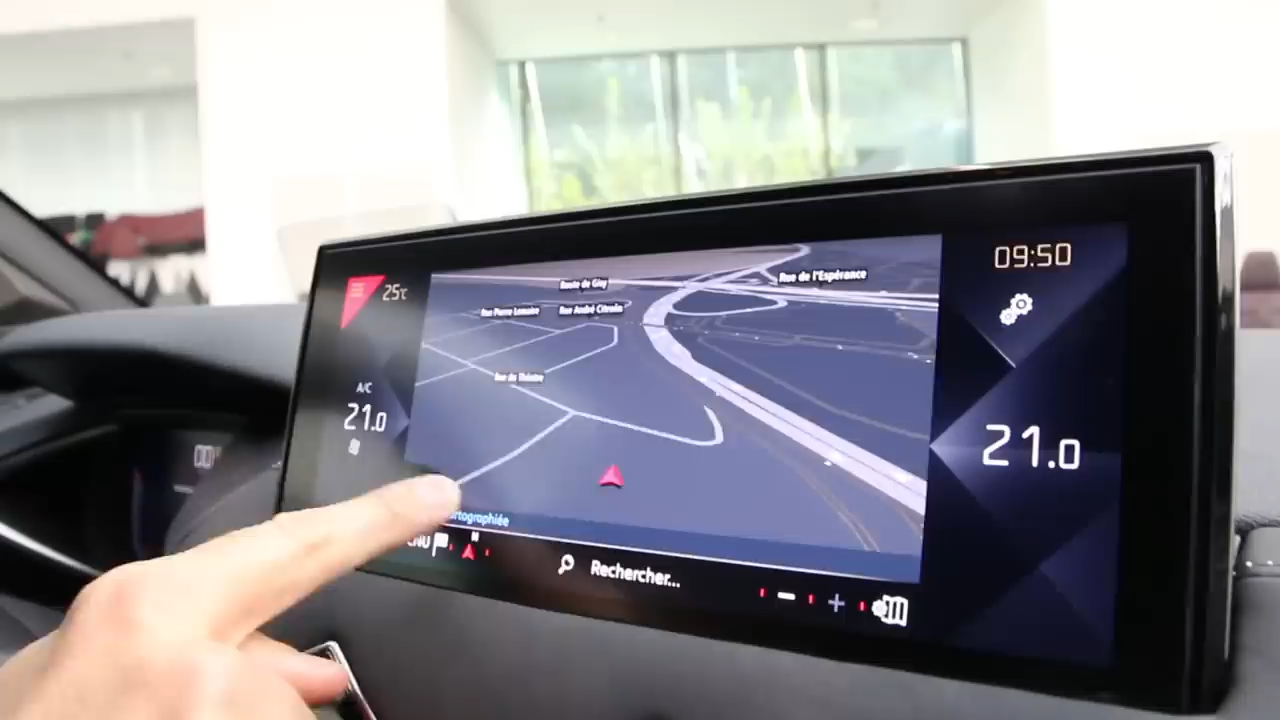 25°C
09:50
Route de Gisy
Rue de l'Espérance
Rue Pierre Lemaire
Rue André Citroën
Rue du Théâtre
A/C
21.0
21.0
Rechercher...
N